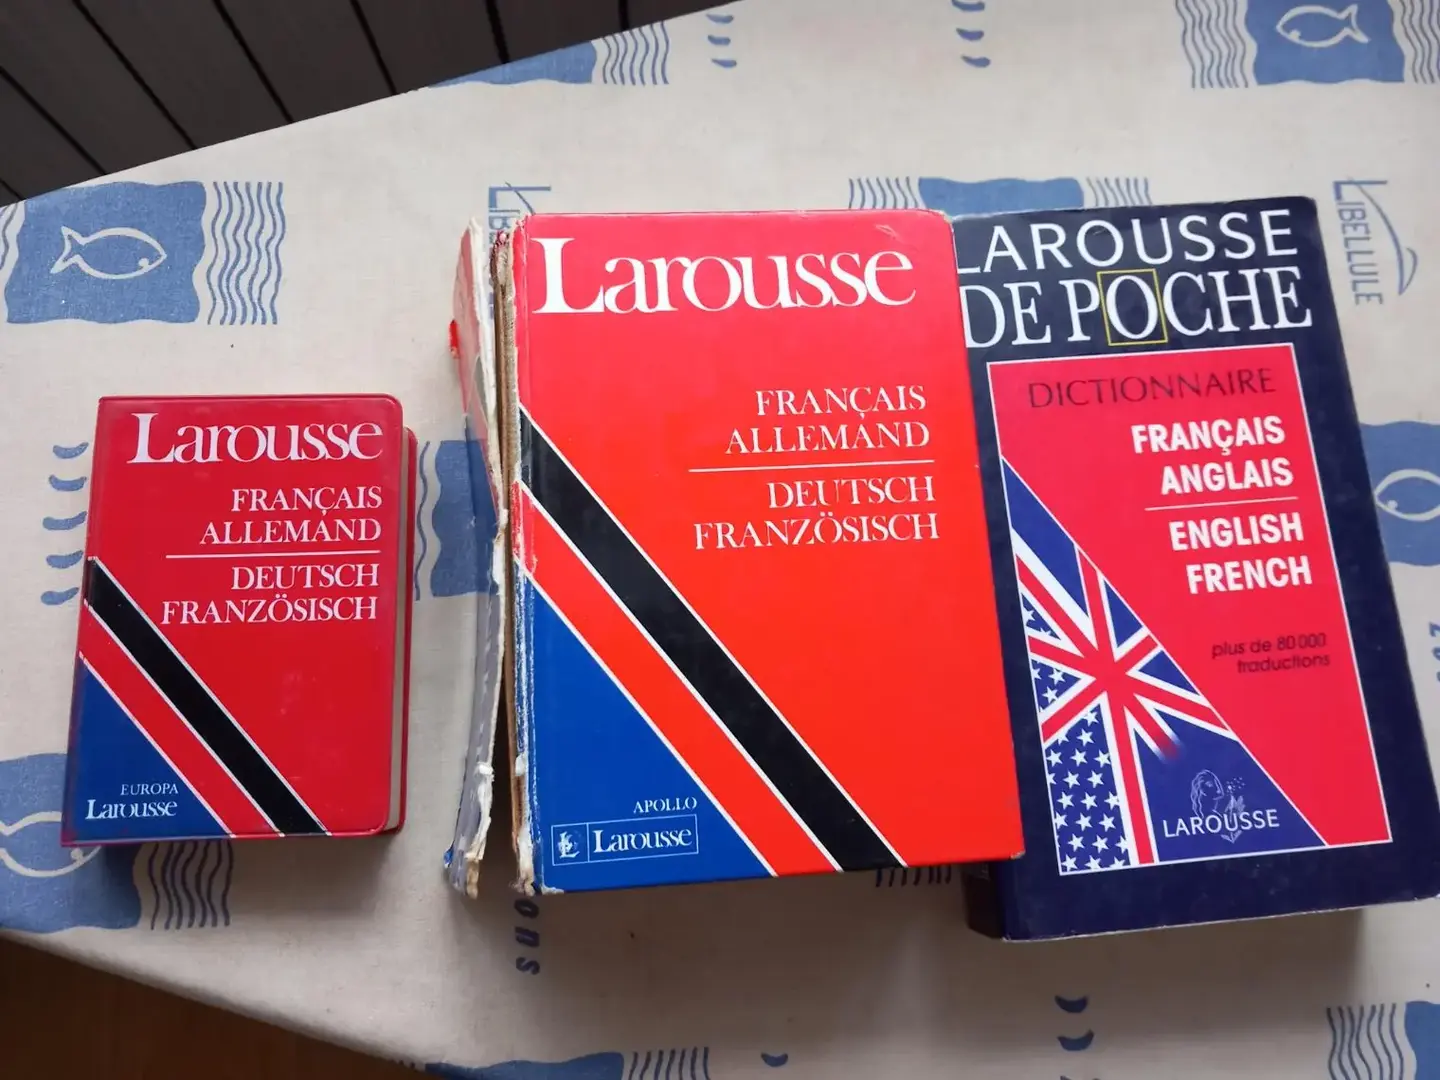 Larousse
FRANÇAIS
ALLEMAND
DEUTSCH
FRANZÖSISCH
EUROPA
Larousse
Larousse
FRANÇAIS
ALLEMAND
DEUTSCH
FRANZÖSISCH
APOLLO
L
Larousse
LAROUSSE
DE POCHE
DICTIONNAIRE
FRANÇAIS
ANGLAIS
ENGLISH
FRENCH
plus de 80 000
traductions
LAROUSSE
LIBELLULE